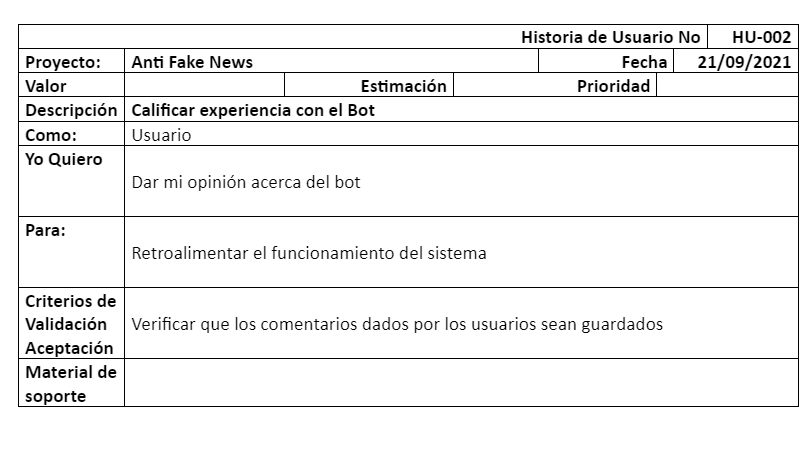 Historia de Usuario No HU-002
Proyecto: Anti Fake News Fecha 21/09/2021
Valor Estimación Prioridad
Descripción Calificar experiencia con el Bot
Como: Usuario
Yo Quiero
Dar mi opinión acerca del bot
Para:
Retroalimentar el funcionamiento del sistema
Criterios de
Validación
Aceptación
Verificar que los comentarios dados por los usuarios sean guardados
Material de
soporte